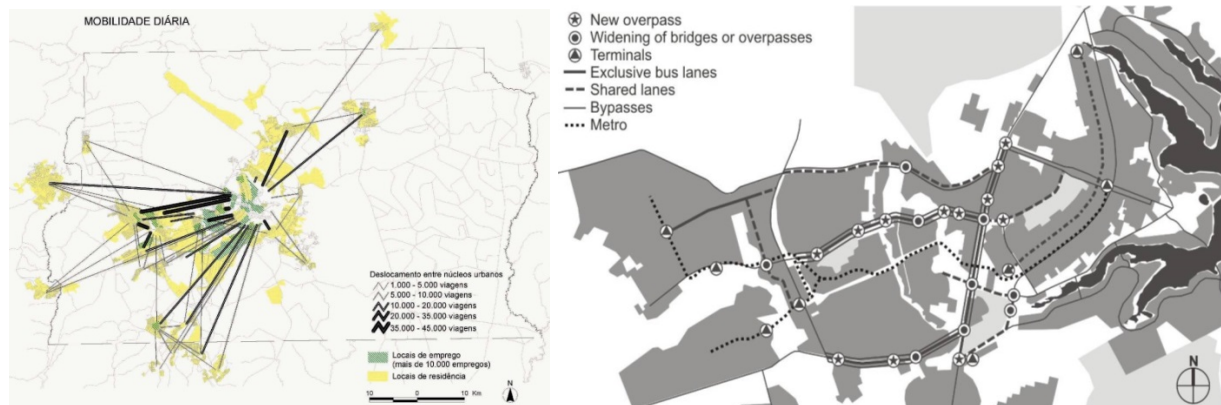 MOBILIDADE DIÁRIA
Deslocamento entre núcleos urbanos
1.000 - 5.000 viagens
5.000 - 10.000 viagens
10.000 - 20.000 viagens
20.000 - 35.000 viagens
35.000 - 45.000 viagens
Locais de emprego
(mais de 10.000 empregos)
Locais de residência
10 0 10 Km
N
New overpass
Widening of bridges or overpasses
Terminals
Exclusive bus lanes
Shared lanes
Bypasses
Metro
N